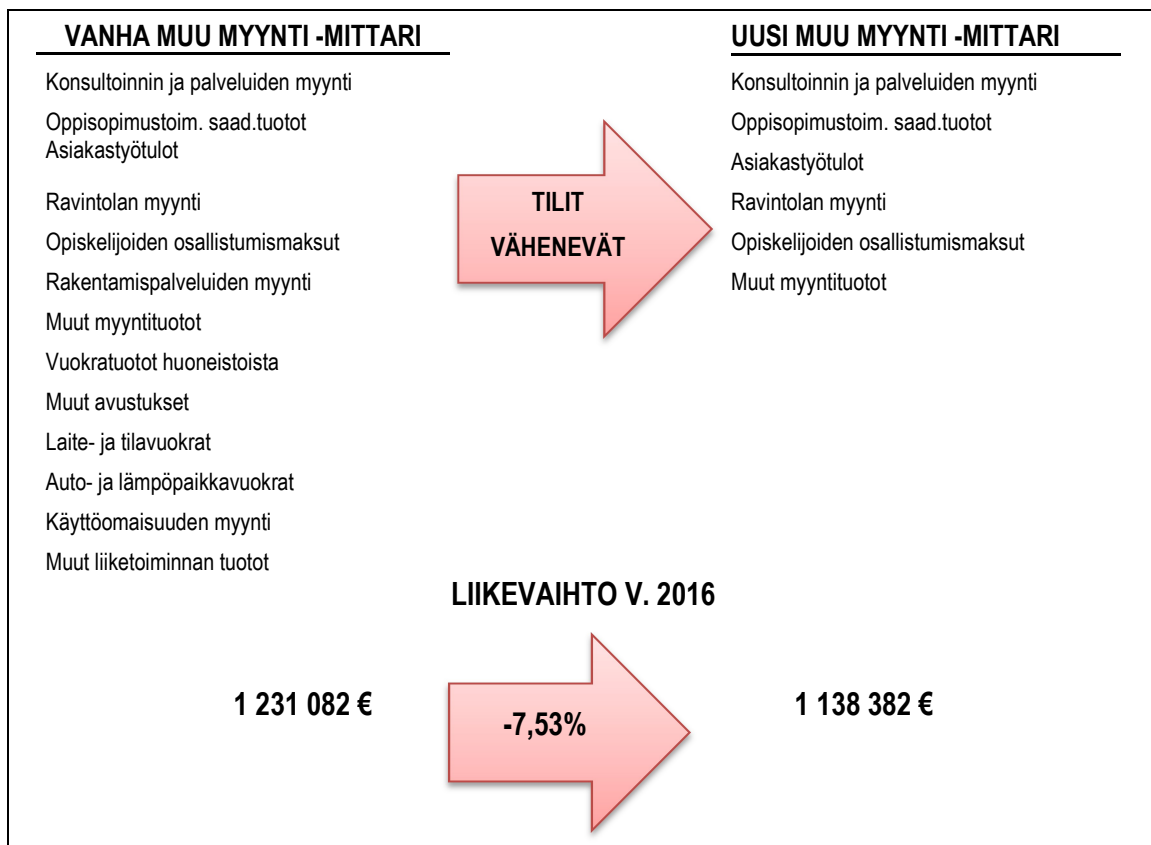 VANHA MUU MYYNTI -MITTARI
Konsultoinnin ja palveluiden myynti
Oppisopimustoim. saad.tuotot
Asiakastyötulot
Ravintolan myynti
Opiskelijoiden osallistumismaksut
Rakentamispalveluiden myynti
Muut myyntituotot
Vuokratuotot huoneistoista
Muut avustukset
Laite- ja tilavuokrat
Auto- ja lämpöpaikkavuokrat
Käyttöomaisuuden myynti
Muut liiketoiminnan tuotot
TILIT
VÄHENEVÄT
UUSI MUU MYYNTI -MITTARI
Konsultoinnin ja palveluiden myynti
Oppisopimustoim. saad.tuotot
Asiakastyötulot
Ravintolan myynti
Opiskelijoiden osallistumismaksut
Muut myyntituotot
LIIKEVAIHTO V. 2016
1 231 082 €
-7,53%
1 138 382 €